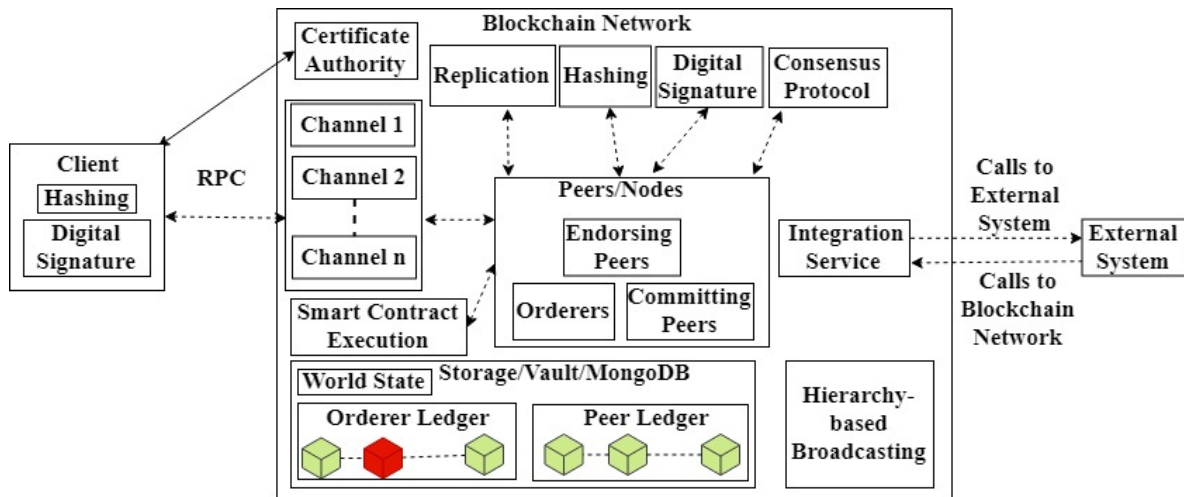 Blockchain Network
Certificate
Authority
Replication
Hashing
Digital
Signature
Consensus
Protocol
Client
Hashing
Digital
Signature
RPC
Channel 1
Channel 2
Channel n
Smart Contract
Execution
Peers/Nodes
Endorsing
Peers
Orderers
Committing
Peers
Integration
Service
Calls to
External
System
Calls to
Blockchain
Network
External
System
Storage/Vault/MongoDB
World State
Orderer Ledger
Peer Ledger
Hierarchy-
based
Broadcasting